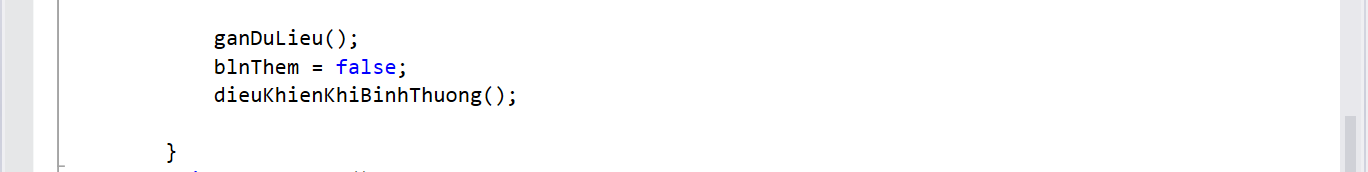 ganDuLieu();
blnThem = false;
dieuKhienKhiBinhThuong();
}